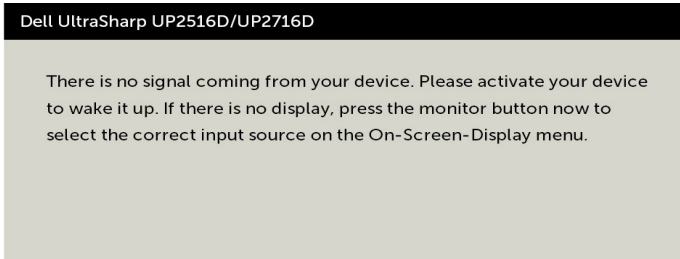 Dell UltraSharp UP2516D/UP2716D
There is no signal coming from your device. Please activate your device
to wake it up. If there is no display, press the monitor button now to
select the correct input source on the On-Screen-Display menu.